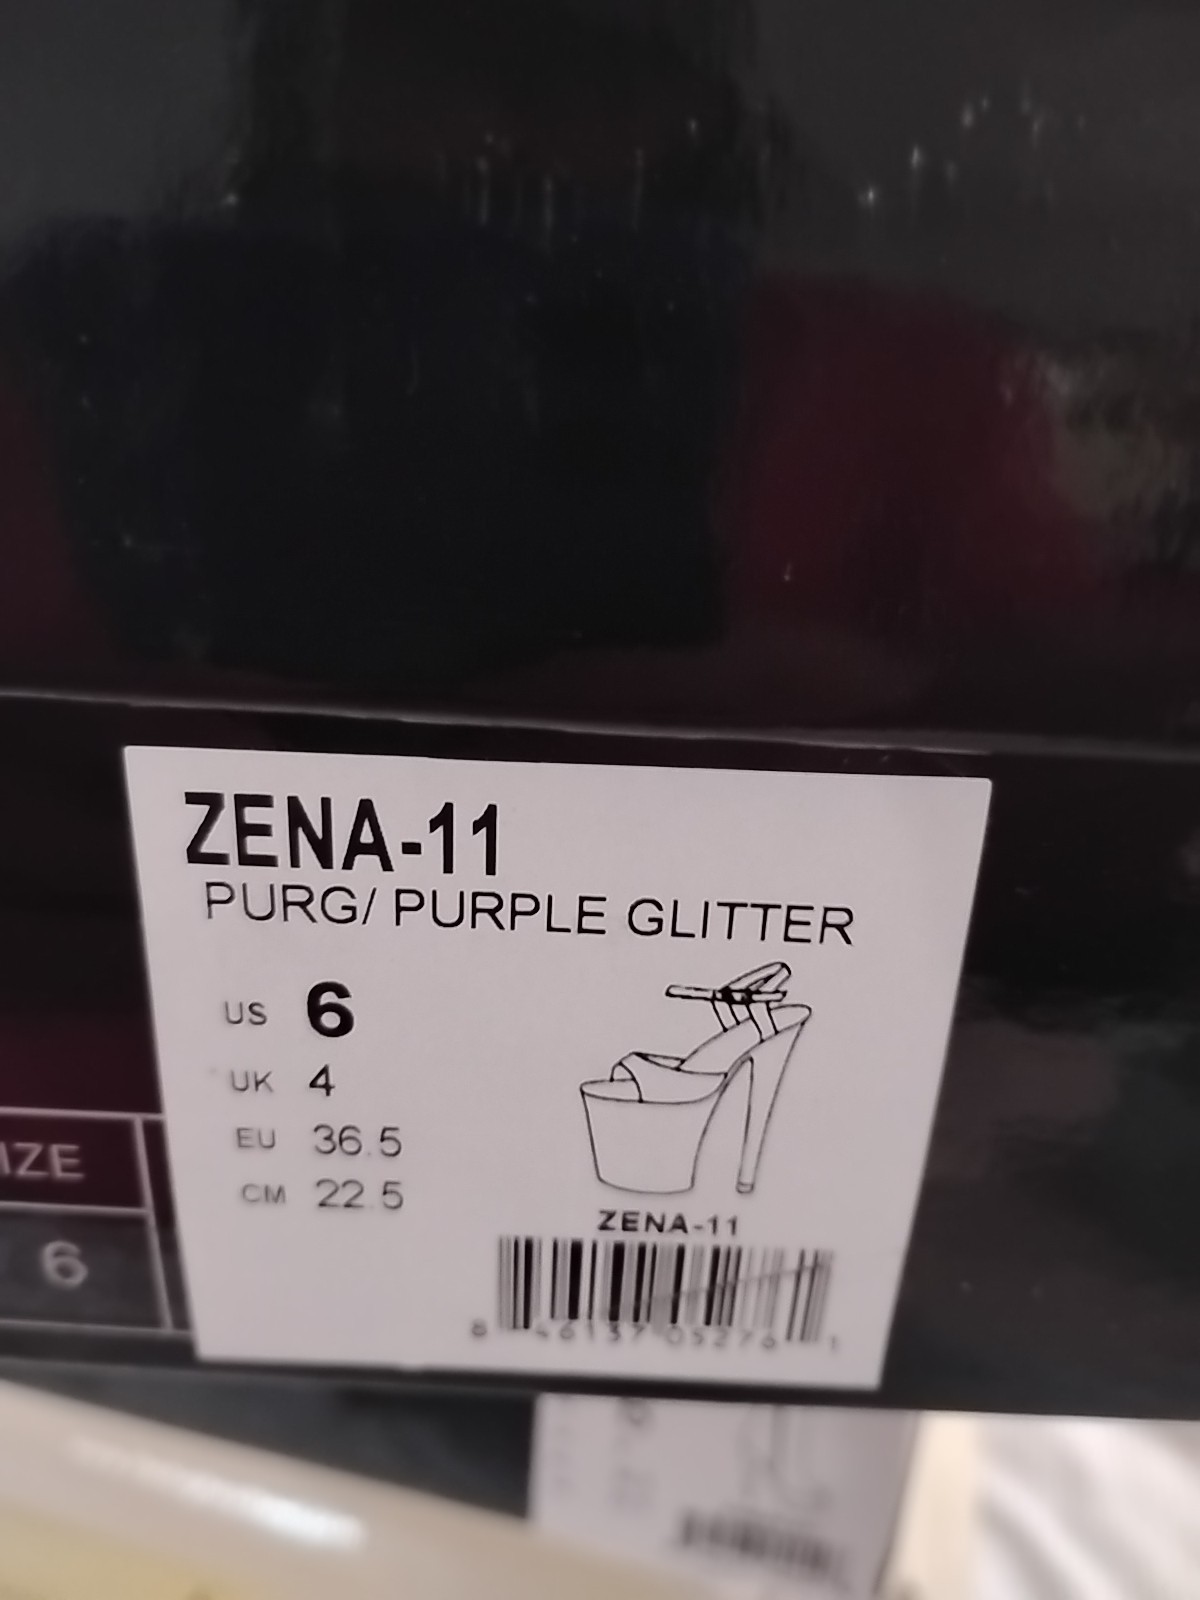 ZENA-11
PURG/ PURPLE GLITTER
US 6
UK 4
EU 36.5
CM 22.5
ZENA-11
6